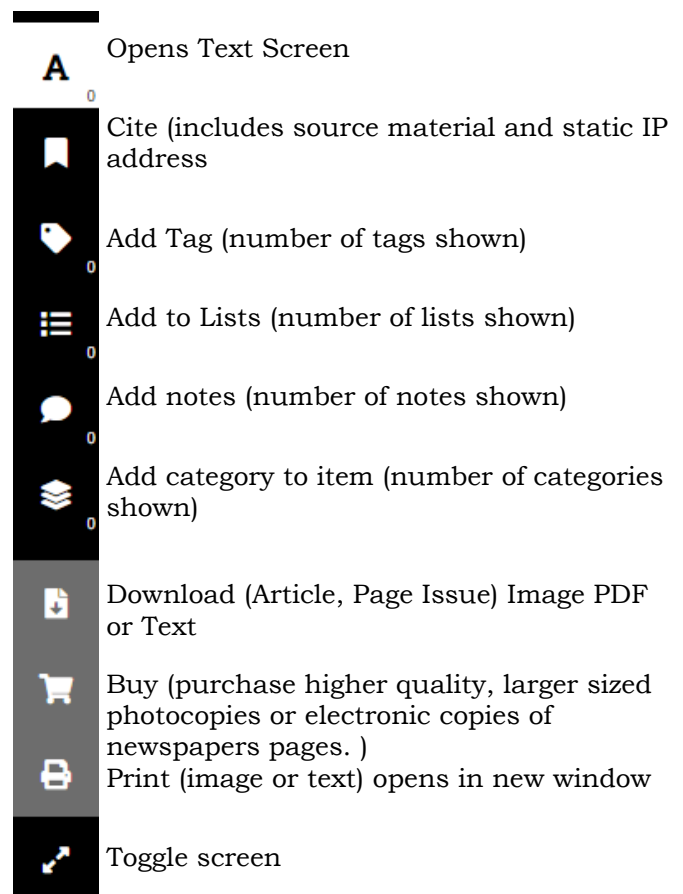 A
Opens Text Screen
0
Cite (includes source material and static IP
address
Add Tag (number of tags shown)
0
Add to Lists (number of lists shown)
0
Add notes (number of notes shown)
0
Add category to item (number of categories
shown)
0
Download (Article, Page Issue) Image PDF
or Text
Buy (purchase higher quality, larger sized
photocopies or electronic copies of
newspapers pages. )
Print (image or text) opens in new window
Toggle screen